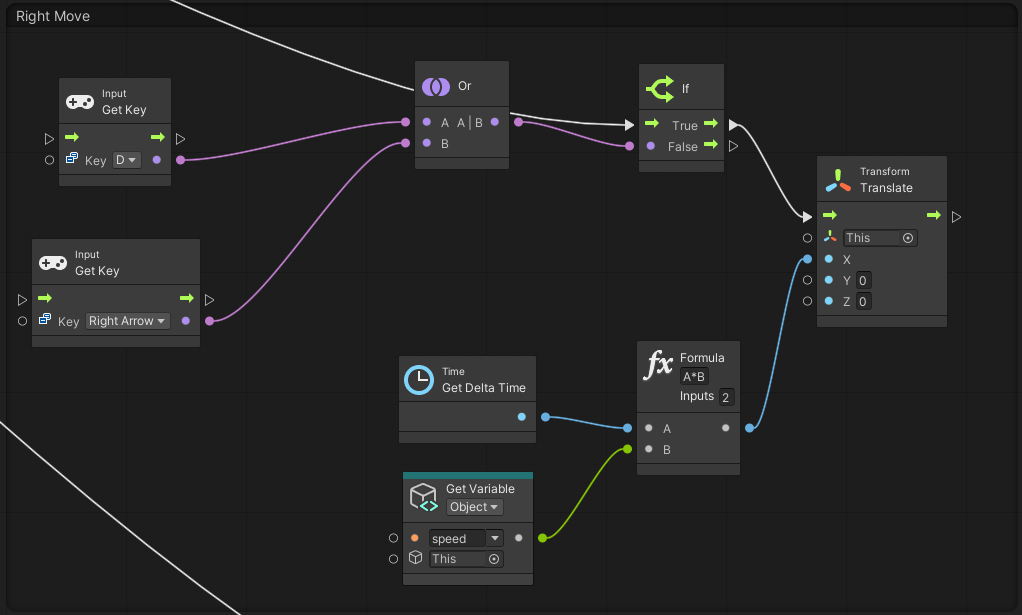 Right Move
Input
Get Key
Key D
Input
Get Key
Key Right Arrow
Or
A A|B
B
If
True
False
Transform
Translate
This
X
Y 0
Z 0
Time
Get Delta Time
fx Formula
A*B
Inputs 2
A
B
Get Variable
Object
speed
This